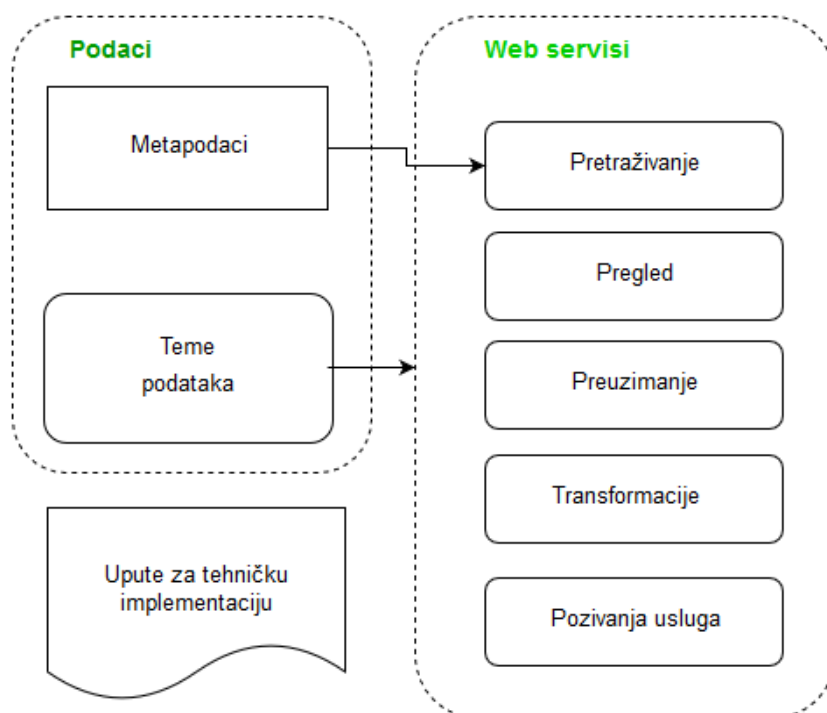 Podaci
Metapodaci
Teme
podataka
Upute za tehničku
implementaciju
Web servisi
Pretraživanje
Pregled
Preuzimanje
Transformacije
Pozivanja usluga